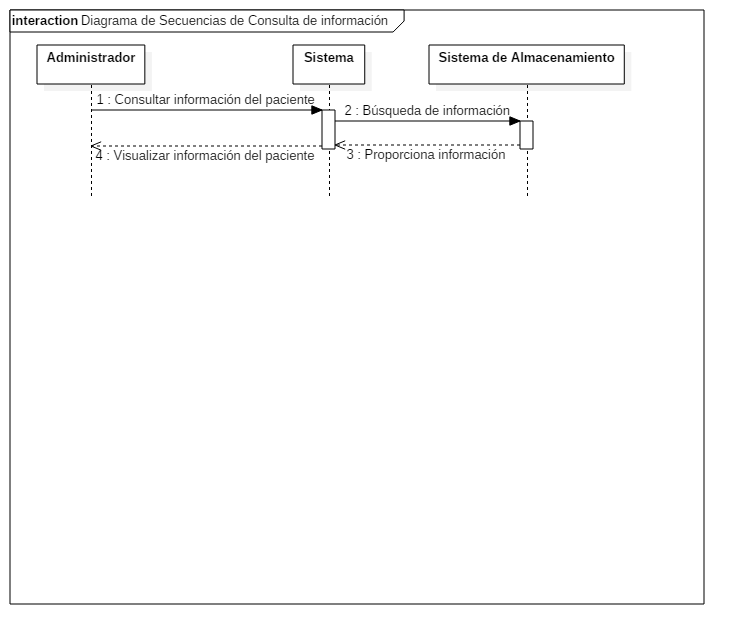 interaction Diagrama de Secuencias de Consulta de información
Administrador
Sistema
Sistema de Almacenamiento
1 : Consultar información del paciente
2 : Búsqueda de información
3 : Proporciona información
4 : Visualizar información del paciente